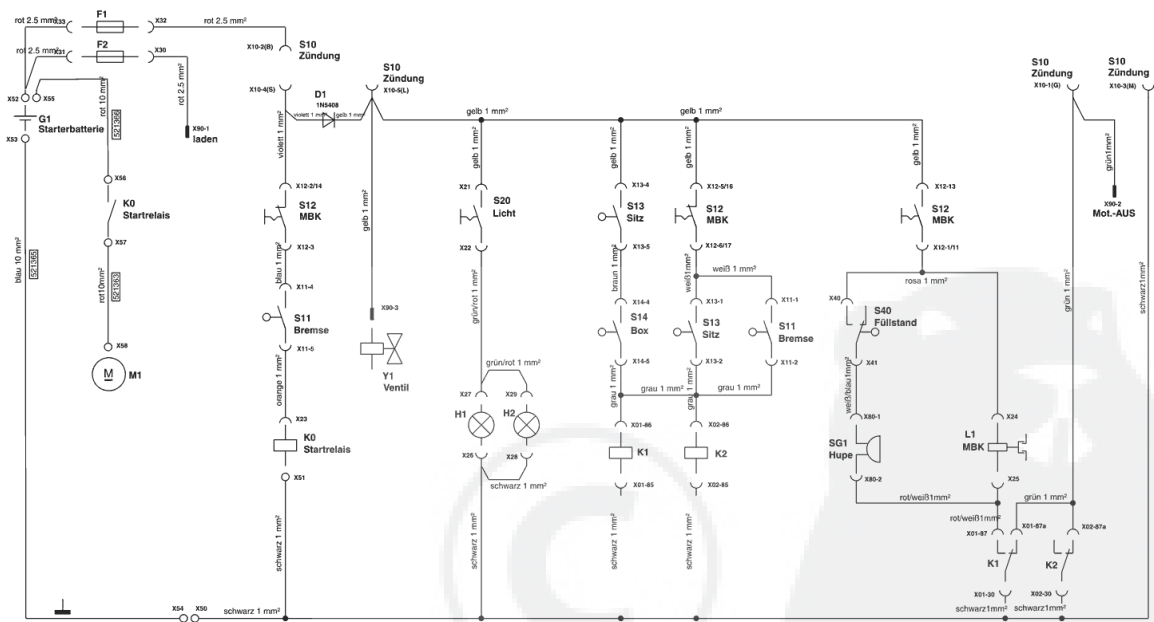 rot 2.5 mm²
X33
F1
X32
rot 2.5 mm²
rot 2.5 mm²
X31
F2
X30
X10-2(B)
S10
Zündung
rot 2.5 mm²
X52
X55
rot 10 mm²
521366
G1
Starterbatterie
X53
X90-1
laden
X10-4(S)
violett 1 mm²
D1
1N5408
violett 1 mm²
gelb 1 mm²
S10
Zündung
X10-5(L)
gelb 1 mm²
S10
Zündung
X10-1(G)
S10
Zündung
X10-3(M)
gelb 1 mm²
gelb 1 mm²
gelb 1 mm²
gelb 1 mm²
gelb 1 mm²
grün1mm²
X90-2
Mot.-AUS
X56
K0
Startrelais
X57
X12-2/14
S12
MBK
X12-3
X21
S20
Licht
X22
X13-4
S13
Sitz
X13-5
X12-5/16
S12
MBK
X12-6/17
X12-13
S12
MBK
X12-1/11
blau 10 mm²
521365
rot10mm²
521363
X58
M
M1
blau 1 mm²
X11-4
S11
Bremse
X11-5
X90-3
Y1
Ventil
grün/rot 1 mm²
braun 1 mm²
X14-4
S14
Box
X14-5
weiß1mm²
weiß 1 mm²
X13-1
S13
Sitz
X13-2
X11-1
S11
Bremse
X11-2
rosa 1 mm²
X40
S40
Füllstand
X41
grün 1 mm²
schwarz1mm²
orange 1 mm²
X23
K0
Startrelais
X51
grün/rot 1 mm²
X27
X29
H1
H2
X26
X28
schwarz 1 mm²
grau 1 mm²
grau 1 mm²
grau 1 mm²
grau 1 mm²
X01-86
K1
X01-85
X02-86
K2
X02-85
weiß/blau1mm²
X80-1
SG1
Hupe
X80-2
X24
L1
MBK
X25
rot/weiß1mm²
grün 1 mm²
rot/weiß1mm²
X01-87
X01-87a
X02-87a
K1
K2
X01-30
X02-30
schwarz1mm²
schwarz1mm²
schwarz 1 mm²
schwarz 1 mm²
schwarz 1 mm²
schwarz 1 mm²
X54
X50
schwarz 1 mm²